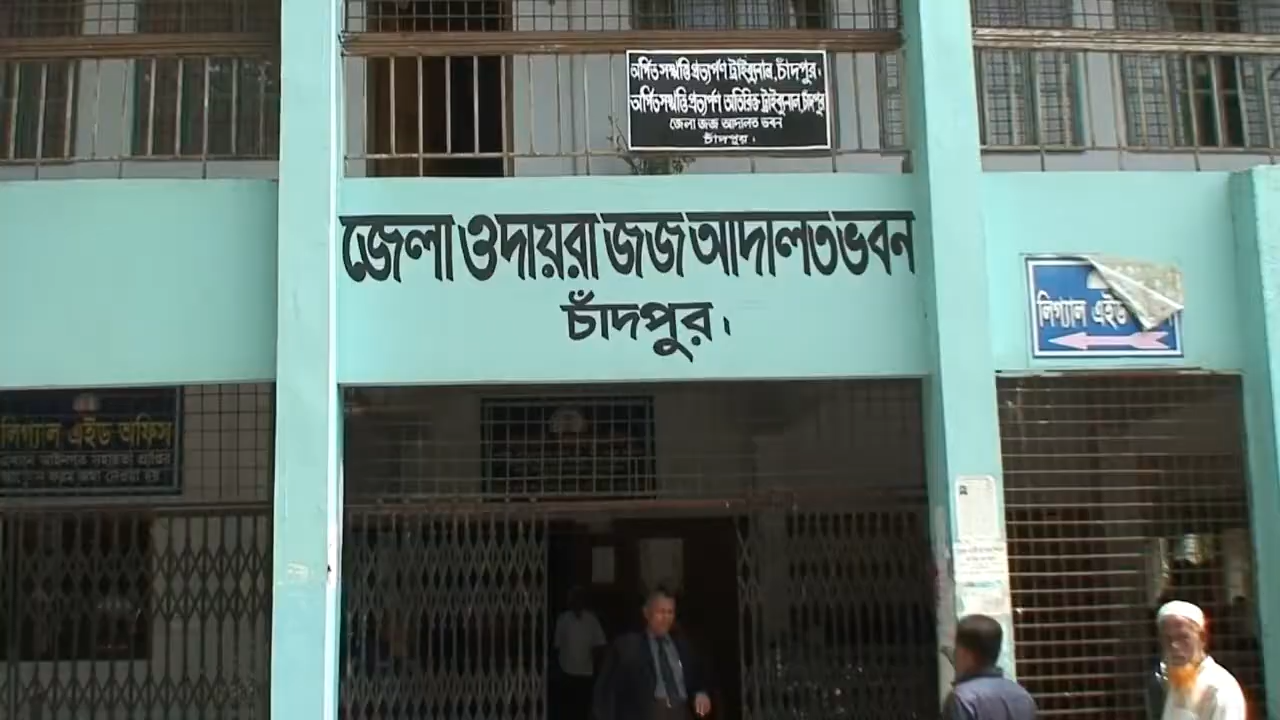 অর্পিত সম্পত্তি প্রত্যর্পণ ট্রাইব্যুনাল, চাঁদপুর।
অর্পিত সম্পত্তি প্রত্যর্পণ অতিরিক্ত ট্রাইব্যুনাল, চাঁদপুর
জেলা জজ আদালত ভবন
চাঁদপুর।
জেলা ও দায়রা জজ আদালত ভবন
চাঁদপুর।
লিগ্যাল এইড
লিগ্যাল এইড অফিস